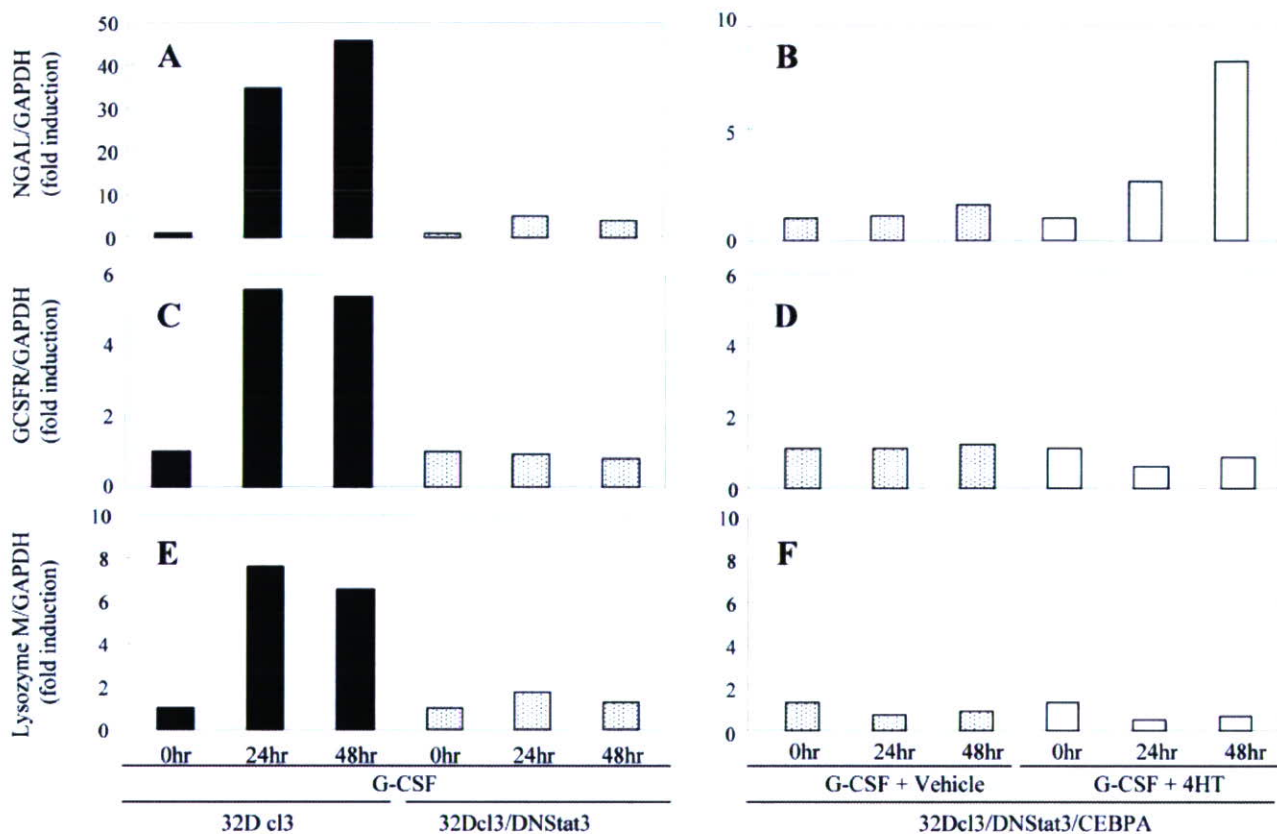 NGAL/GAPDH
(fold induction)
50
40
30
20
10
0
A
10
5
0
B
GCSFR/GAPDH
(fold induction)
6
4
2
0
C
6
4
2
0
D
Lysozyme M/GAPDH
(fold induction)
10
8
6
4
2
0
E
10
8
6
4
2
0
F
0hr 24hr 48hr 0hr 24hr 48hr 0hr 24hr 48hr 0hr 24hr 48hr
G-CSF G-CSF + Vehicle G-CSF + 4HT
32D cl3 32Dcl3/DNStat3 32Dcl3/DNStat3/CEBPA